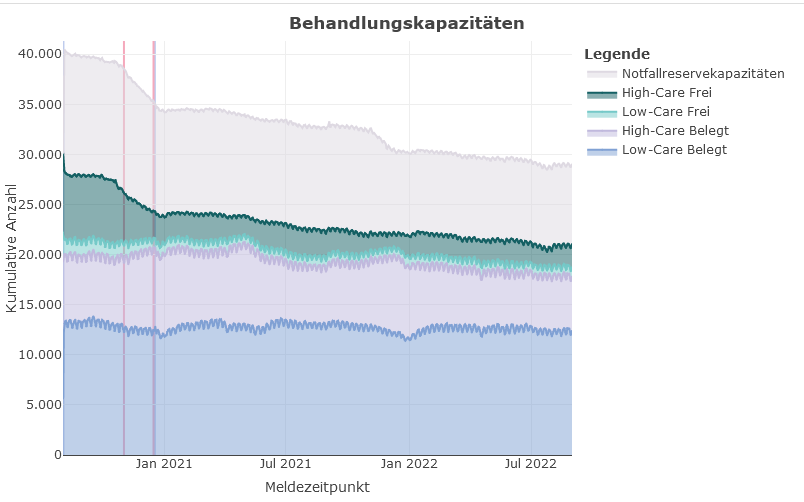 Behandlungskapazitäten
Kumulative Anzahl
40.000
35.000
30.000
25.000
20.000
15.000
10.000
5.000
0
Jan 2021
Jul 2021
Jan 2022
Jul 2022
Meldezeitpunkt
Legende
Notfallreservekapazitäten
High-Care Frei
Low-Care Frei
High-Care Belegt
Low-Care Belegt